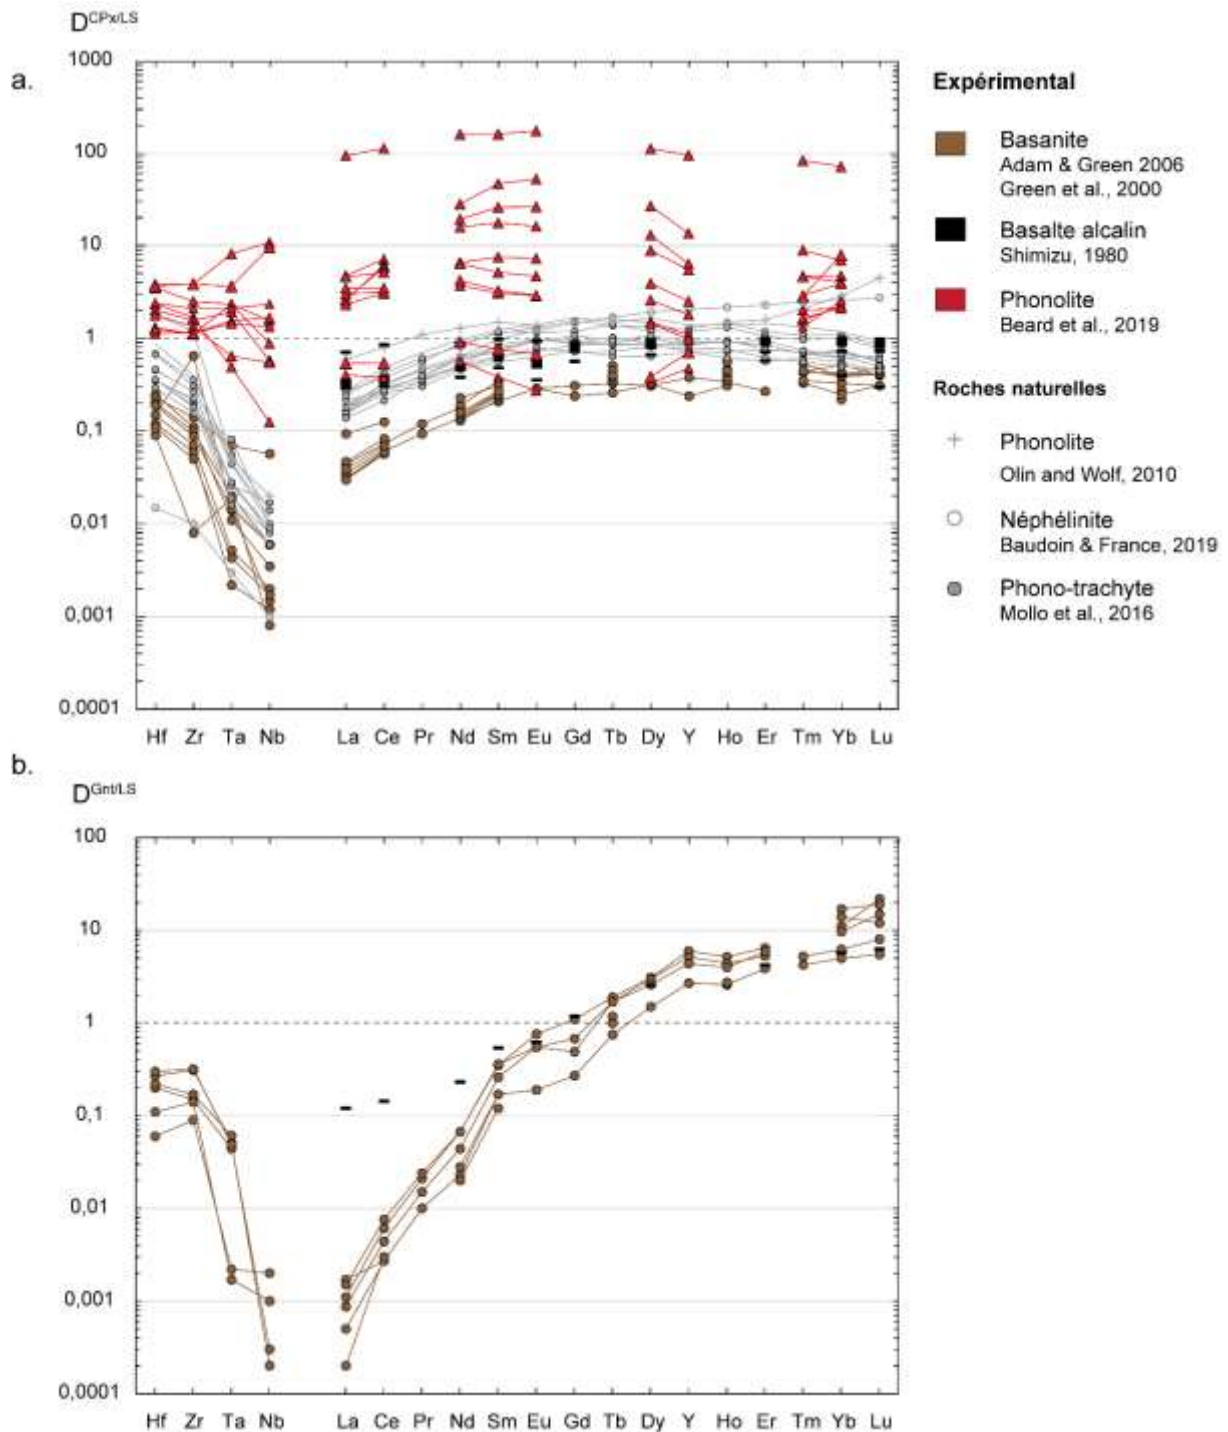 a.
D^CPx/LS
1000
100
10
1
0,1
0,01
0,001
0,0001
Hf Zr Ta Nb La Ce Pr Nd Sm Eu Gd Tb Dy Y Ho Er Tm Yb Lu
Expérimental
Basanite
Adam & Green 2006
Green et al., 2000
Basalte alcalin
Shimizu, 1980
Phonolite
Beard et al., 2019
Roches naturelles
Phonolite
Olin and Wolf, 2010
Néphélinite
Baudoin & France, 2019
Phono-trachyte
Mollo et al., 2016
b.
D^Gnt/LS
100
10
1
0,1
0,01
0,001
0,0001
Hf Zr Ta Nb La Ce Pr Nd Sm Eu Gd Tb Dy Y Ho Er Tm Yb Lu